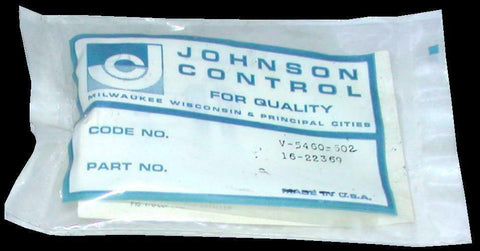 JOHNSON
CONTROL
FOR QUALITY
MILWAUKEE WISCONSIN & PRINCIPAL CITIES
CODE NO. V-5460-502
PART NO. 16-22369
MADE IN U.S.A.